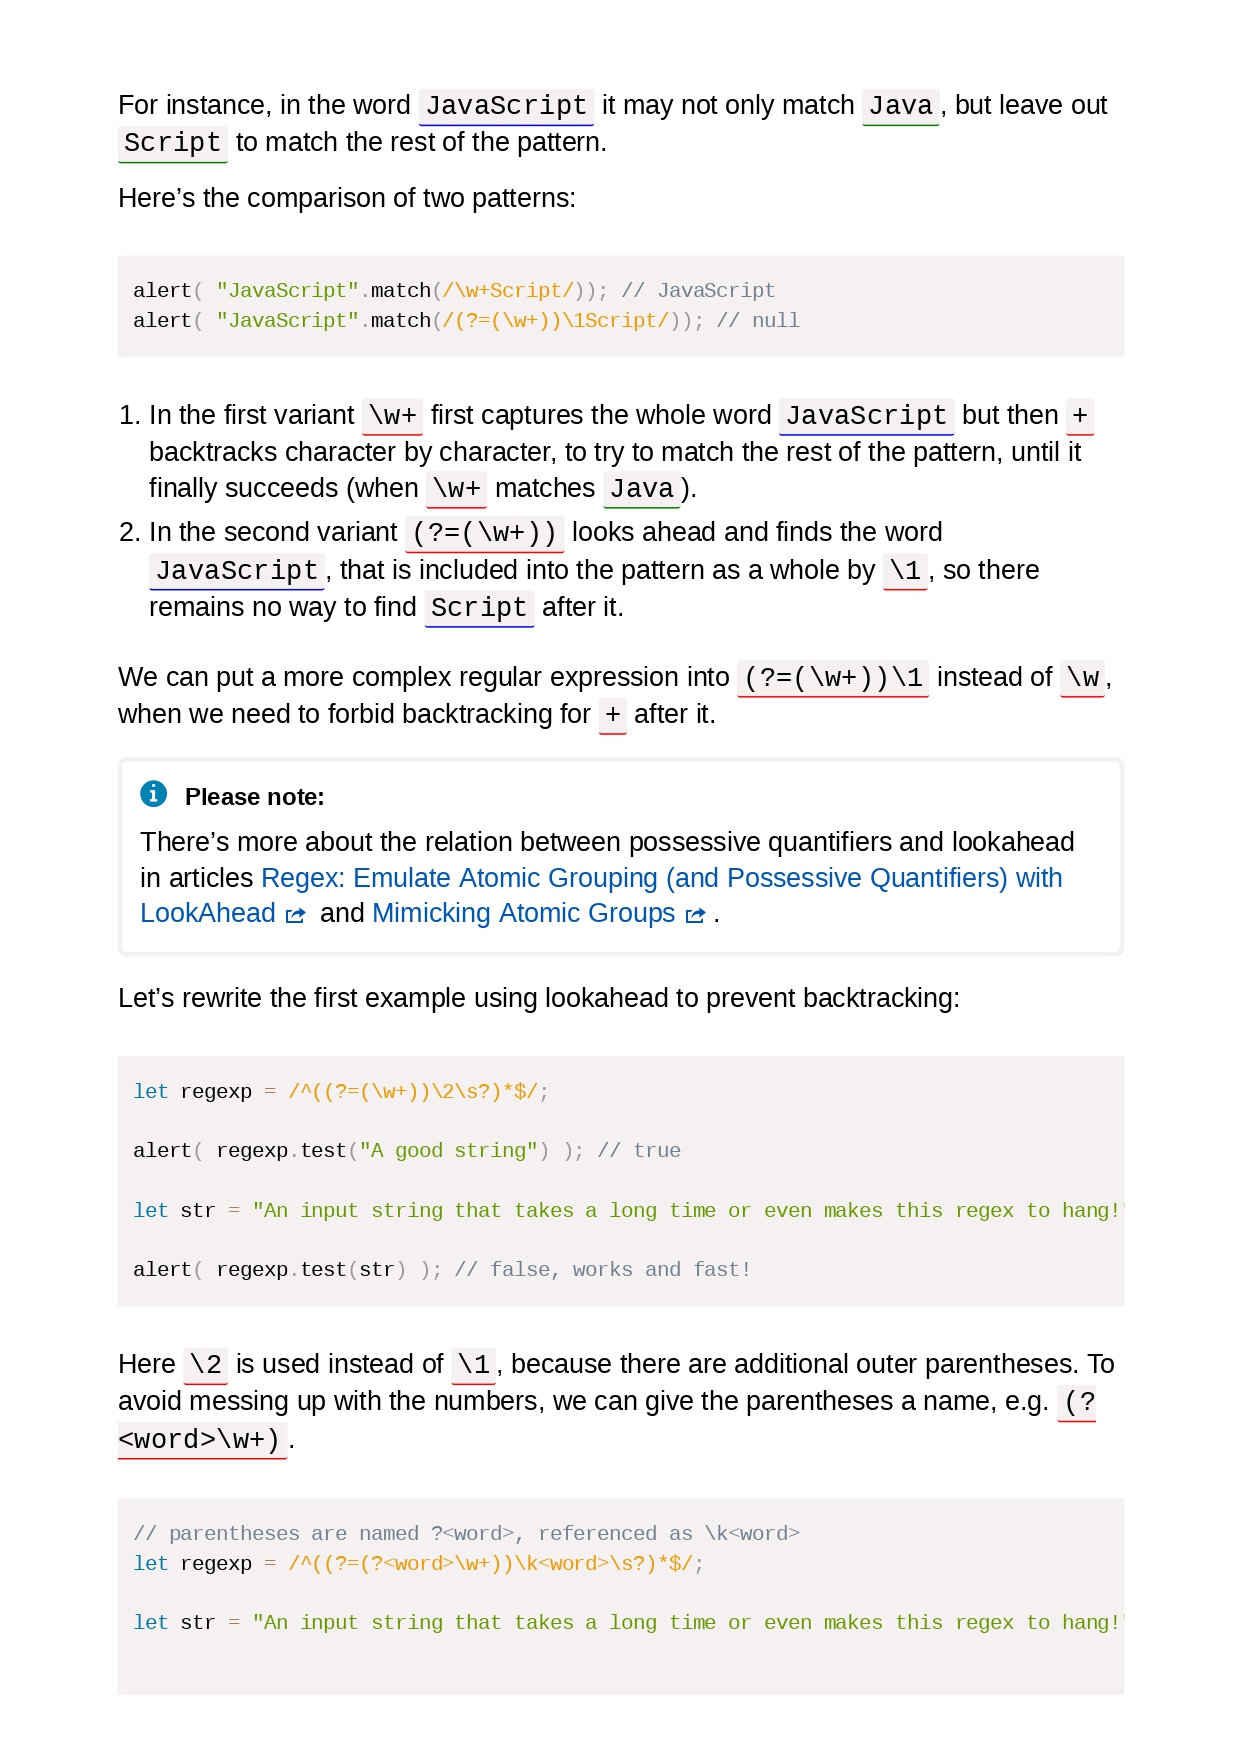 For instance, in the word JavaScript it may not only match Java, but leave out
Script to match the rest of the pattern.
Here’s the comparison of two patterns:
alert( "JavaScript".match(/\w+Script/)); // JavaScript
alert( "JavaScript".match(/(?=(\w+))\1Script/)); // null
1. In the first variant \w+ first captures the whole word JavaScript but then +
backtracks character by character, to try to match the rest of the pattern, until it
finally succeeds (when \w+ matches Java).
2. In the second variant (?=(\w+)) looks ahead and finds the word
JavaScript, that is included into the pattern as a whole by \1, so there
remains no way to find Script after it.
We can put a more complex regular expression into (?=(\w+))\1 instead of \w,
when we need to forbid backtracking for + after it.
Please note:
There’s more about the relation between possessive quantifiers and lookahead
in articles Regex: Emulate Atomic Grouping (and Possessive Quantifiers) with
LookAhead and Mimicking Atomic Groups .
Let’s rewrite the first example using lookahead to prevent backtracking:
let regexp = /^((?=(\w+))\2\s?)*$/;
alert( regexp.test("A good string") ); // true
let str = "An input string that takes a long time or even makes this regex to hang!"
alert( regexp.test(str) ); // false, works and fast!
Here \2 is used instead of \1, because there are additional outer parentheses. To
avoid messing up with the numbers, we can give the parentheses a name, e.g. (?
<word>\w+).
// parentheses are named ?<word>, referenced as \k<word>
let regexp = /^((?=(?<word>\w+))\k<word>\s?)*$/;
let str = "An input string that takes a long time or even makes this regex to hang!"